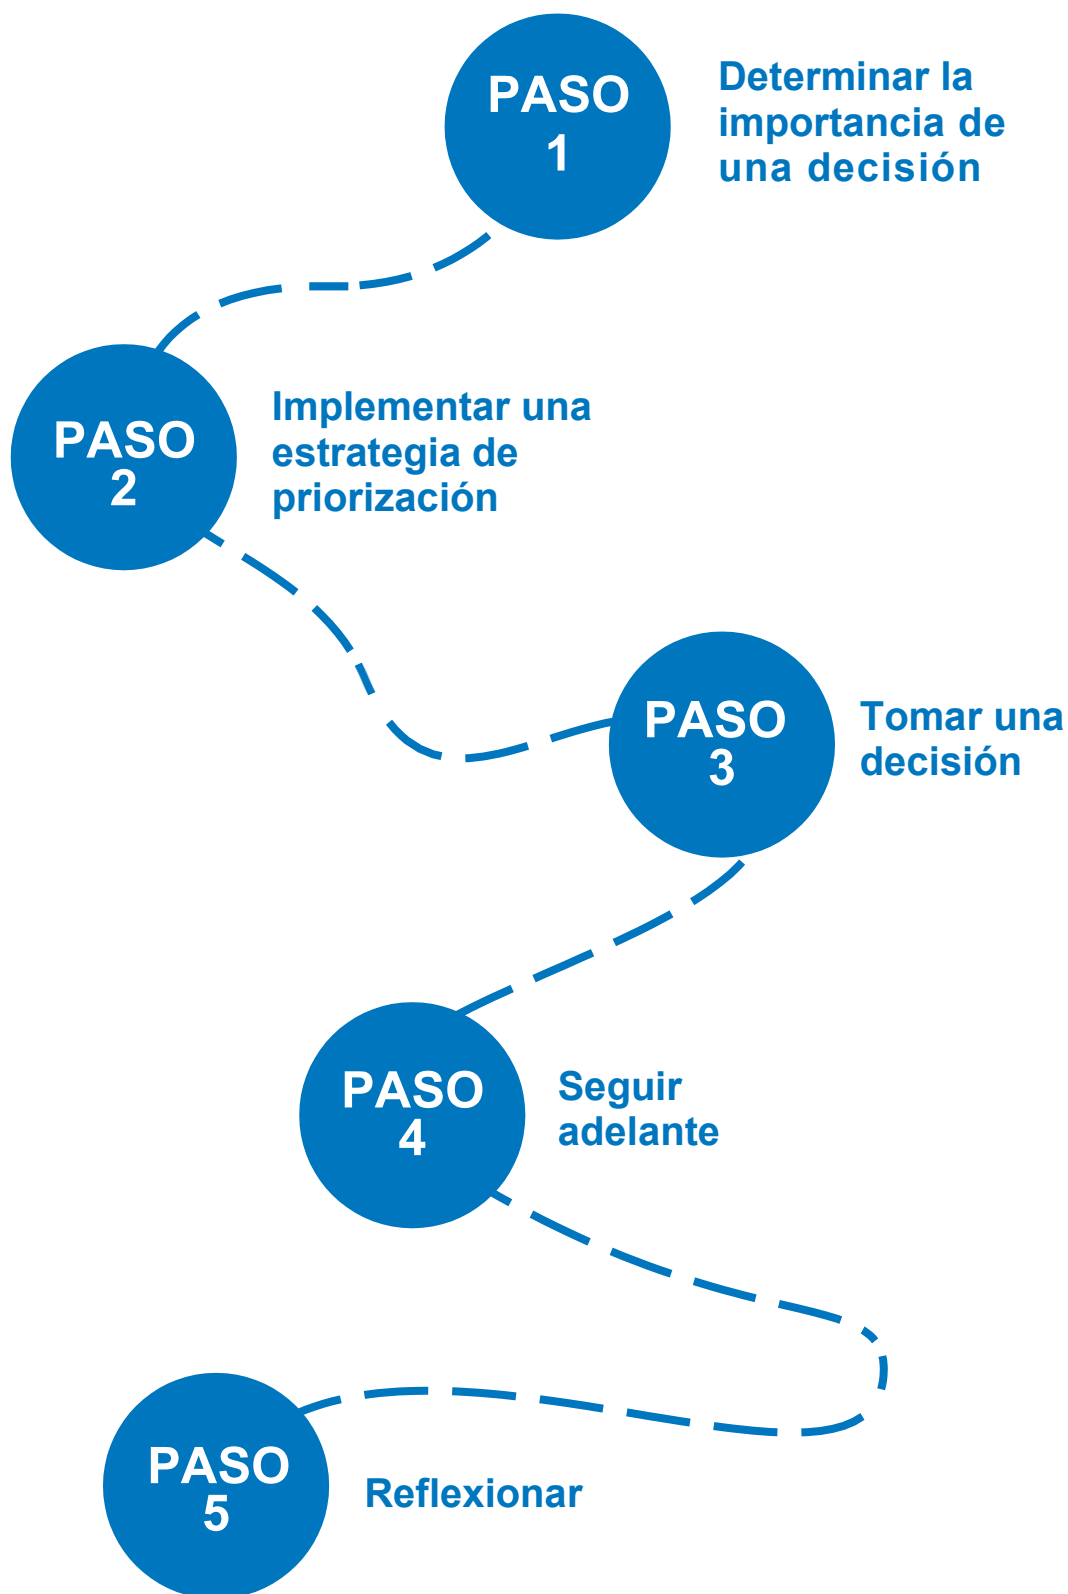 PASO
1
Determinar la
importancia de
una decisión
PASO
2
Implementar una
estrategia de
priorización
PASO
3
Tomar una
decisión
PASO
4
Seguir
adelante
PASO
5
Reflexionar